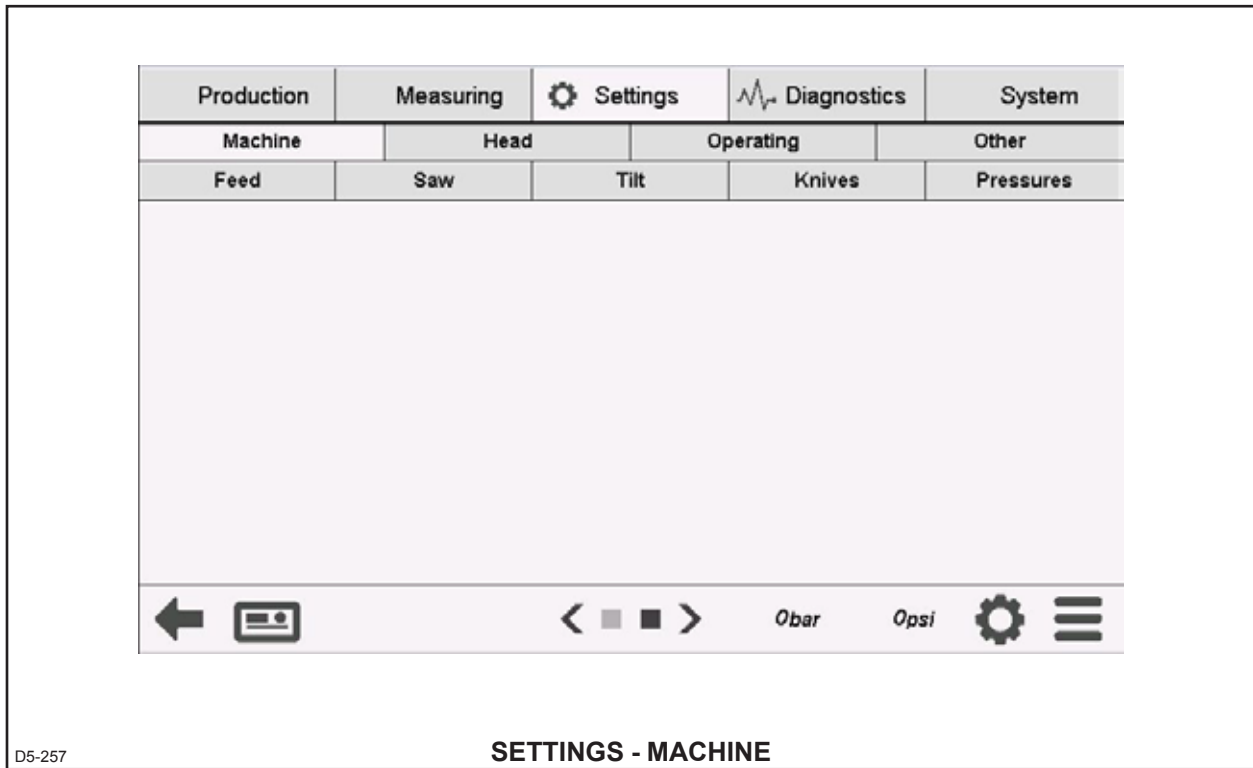 Production Measuring Settings Diagnostics System
Machine Head Operating Other
Feed Saw Tilt Knives Pressures
0bar 0psi
D5-257 SETTINGS - MACHINE